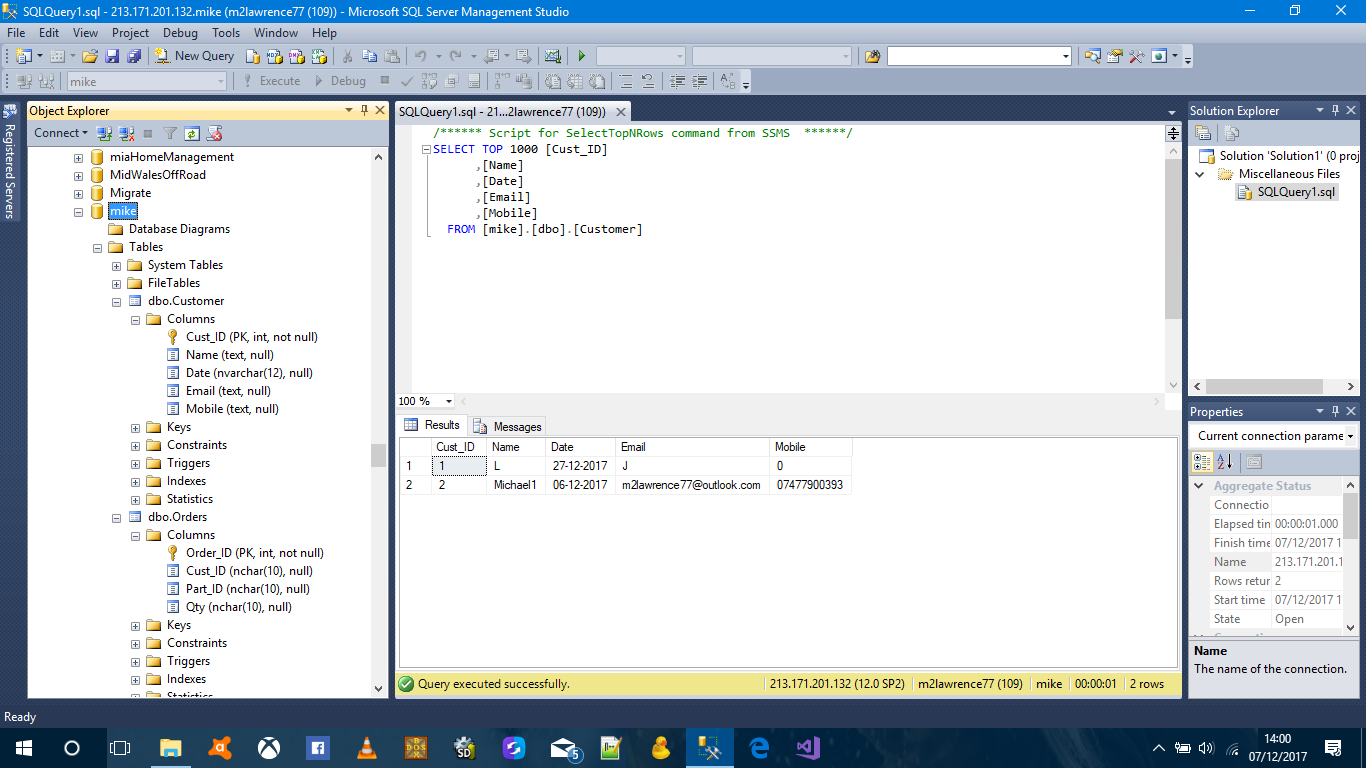 SQLQuery1.sql - 213.171.201.132.mike (m2lawrence77 (109)) - Microsoft SQL Server Management Studio
File Edit View Project Debug Tools Window Help
New Query
mike Execute Debug
Registered Servers
Object Explorer
Connect
miaHomeManagement
MidWalesOffRoad
Migrate
mike
Database Diagrams
Tables
System Tables
FileTables
dbo.Customer
Columns
Cust_ID (PK, int, not null)
Name (text, null)
Date (nvarchar(12), null)
Email (text, null)
Mobile (text, null)
Keys
Constraints
Triggers
Indexes
Statistics
dbo.Orders
Columns
Order_ID (PK, int, not null)
Cust_ID (nchar(10), null)
Part_ID (nchar(10), null)
Qty (nchar(10), null)
Keys
Constraints
Triggers
Indexes
Statistics
SQLQuery1.sql - 21...2lawrence77 (109))
/****** Script for SelectTopNRows command from SSMS ******/
SELECT TOP 1000 [Cust_ID]
,[Name]
,[Date]
,[Email]
,[Mobile]
FROM [mike].[dbo].[Customer]
100 %
Results Messages
Cust_ID Name Date Email Mobile
1 1 L 27-12-2017 J 0
2 2 Michael1 06-12-2017 m2lawrence77@outlook.com 07477900393
Query executed successfully. 213.171.201.132 (12.0 SP2) m2lawrence77 (109) mike 00:00:01 2 rows
Solution Explorer
Solution 'Solution1' (0 proj
Miscellaneous Files
SQLQuery1.sql
Properties
Current connection parame
Aggregate Status
Connectio
Elapsed tin 00:00:01.000
Finish time 07/12/2017 1
Name 213.171.201.1
Rows retur 2
Start time 07/12/2017 1
State Open
Name
The name of the connection.
Ready
14:00
07/12/2017